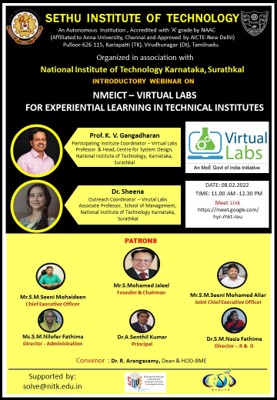 SETHU INSTITUTE OF TECHNOLOGY
An Autonomous Institution , Accredited with 'A' grade by NAAC
(Affiliated to Anna University, Chennai and Approved by AICTE-New Delhi)
Pulloor-626 115, Kariapatti (TK), Virudhunagar (Dt), Tamilnadu.
Organized in association with
National Institute of Technology Karnataka, Surathkal
INTRODUCTORY WEBINAR ON
NMEICT – VIRTUAL LABS
FOR EXPERIENTIAL LEARNING IN TECHNICAL INSTITUTES
Prof. K. V. Gangadharan
Participating Institute Coordinator – Virtual Labs
Professor & Head, Centre for System Design,
National Institute of Technology, Karnataka,
Surathkal
Virtual
Labs
An MoE Govt of India Initiative
Dr. Sheena
Outreach Coordinator – Virtual Labs
Associate Professor, School of Management,
National Institute of Technology Karnataka,
Surathkal
DATE: 08.02.2022
TIME: 11.00 AM -12.30 PM
Meet Link
https://meet.google.com/
PATRONS
Mr.S.Mohamed Jaleel
Founder & Chairman
Mr.S.M.Seeni Mohaideen
Chief Executive Officer
Mr.S.M.Seeni Mohamed Aliar
Joint Chief Executive Officer
Ms.S.M.Nilofer Fathima
Director - Administration
Dr.A.Senthil Kumar
Principal
Dr.S.M.Nazia Fathima
Director – R & D
Convenor : Dr. R. Arangasamy, Dean & HOD-BME
Supported by:
solve@nitk.edu.in